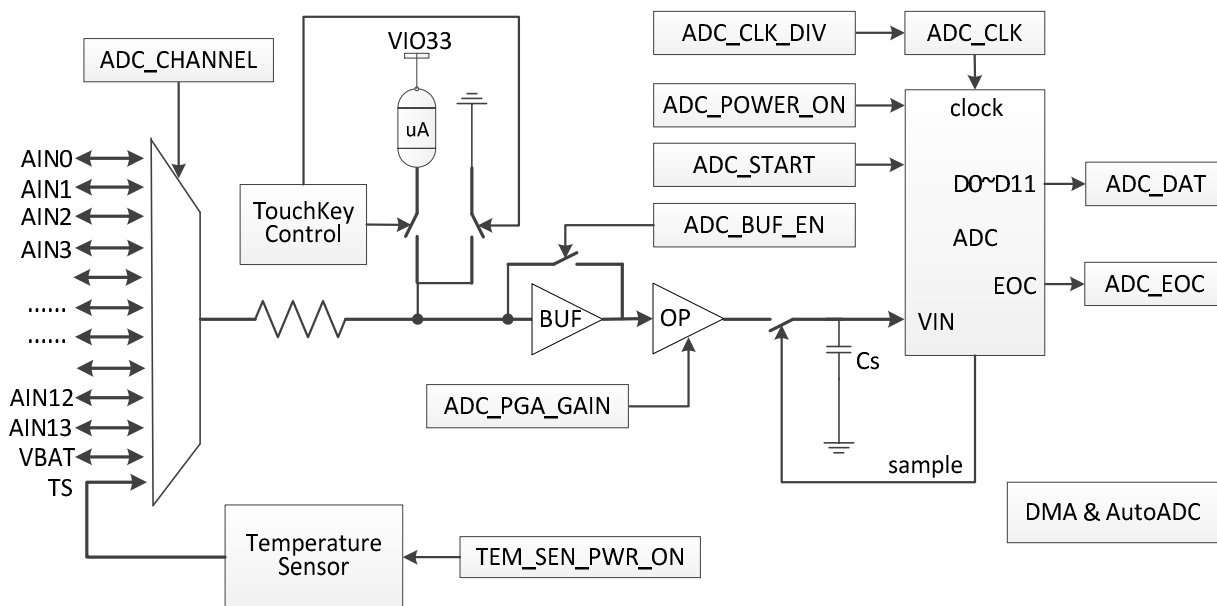 ADC_CLK_DIV
ADC_CLK
VIO33
ADC_CHANNEL
uA
ADC_POWER_ON
clock
AIN0
AIN1
AIN2
AIN3
......
......
AIN12
AIN13
VBAT
TS
TouchKey
Control
ADC_START
D0~D11
ADC_DAT
ADC_BUF_EN
ADC
EOC
ADC_EOC
BUF
OP
VIN
Cs
ADC_PGA_GAIN
sample
DMA & AutoADC
Temperature
Sensor
TEM_SEN_PWR_ON